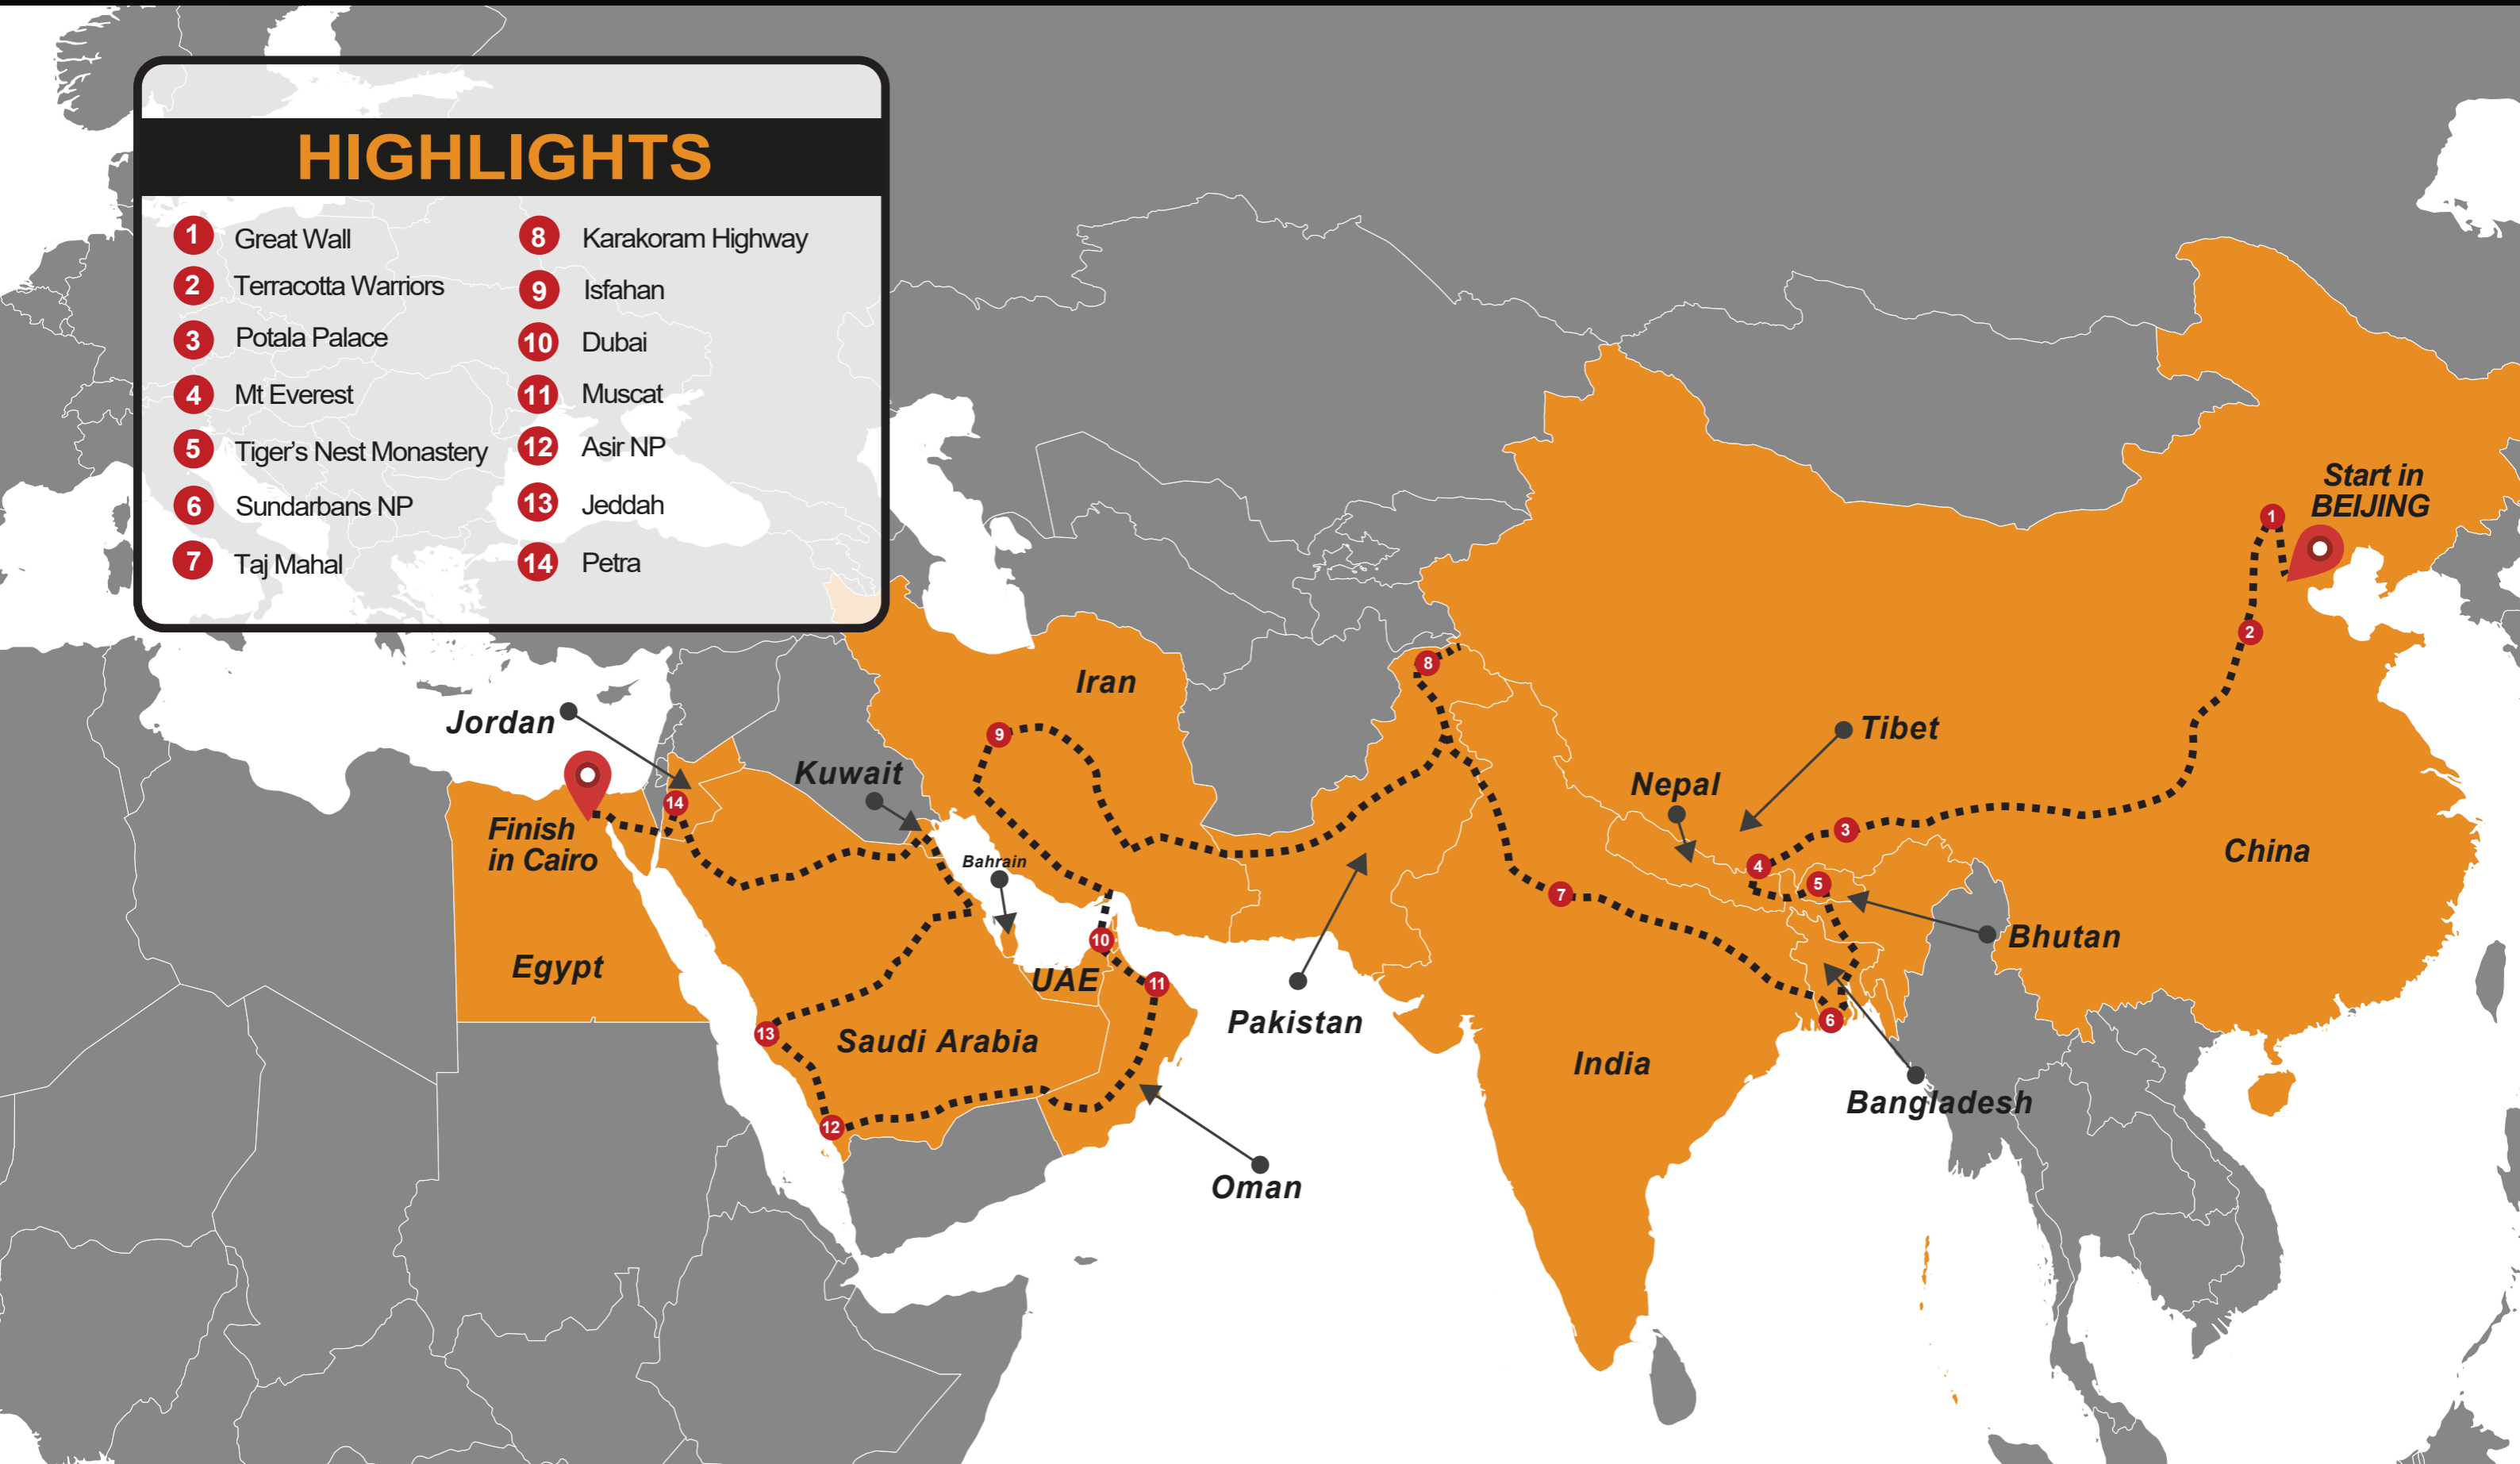 HIGHLIGHTS
1 Great Wall
2 Terracotta Warriors
3 Potala Palace
4 Mt Everest
5 Tiger's Nest Monastery
6 Sundarbans NP
7 Taj Mahal
8 Karakoram Highway
9 Isfahan
10 Dubai
11 Muscat
12 Asir NP
13 Jeddah
14 Petra
Start in
BEIJING
1
2
8
Iran
Jordan
Tibet
9
Kuwait
Nepal
14
Finish
in Cairo
3
China
Bahrain
4
5
7
Bhutan
10
Egypt
UAE
11
Pakistan
6
13
Saudi Arabia
India
Bangladesh
12
Oman